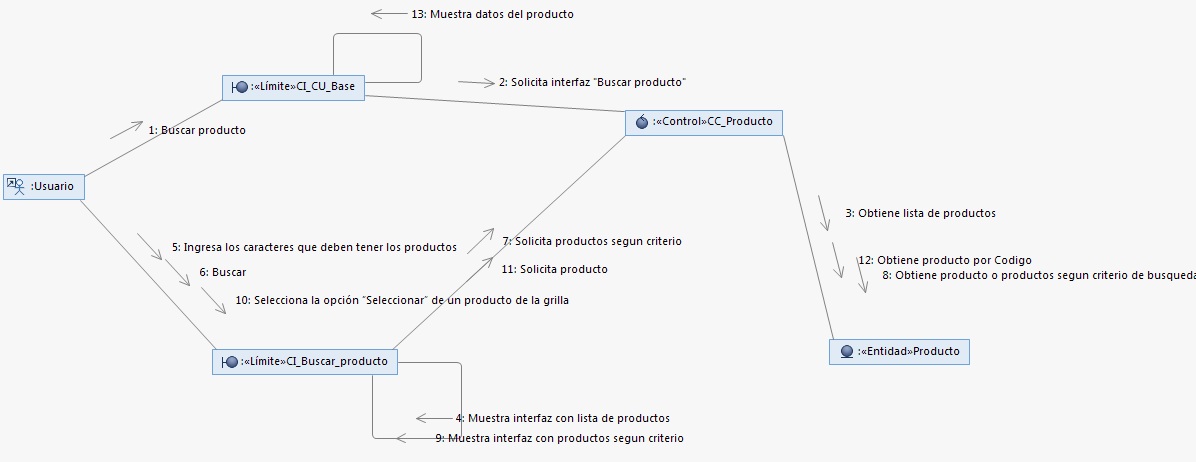 13: Muestra datos del producto
:«Límite»CI_CU_Base
2: Solicita interfaz "Buscar producto"
:«Control»CC_Producto
1: Buscar producto
:Usuario
3: Obtiene lista de productos
5: Ingresa los caracteres que deben tener los productos
7: Solicita productos segun criterio
12: Obtiene producto por Codigo
6: Buscar
11: Solicita producto
8: Obtiene producto o productos segun criterio de busqueda
10: Selecciona la opción "Seleccionar" de un producto de la grilla
:«Entidad»Producto
:«Límite»CI_Buscar_producto
4: Muestra interfaz con lista de productos
9: Muestra interfaz con productos segun criterio